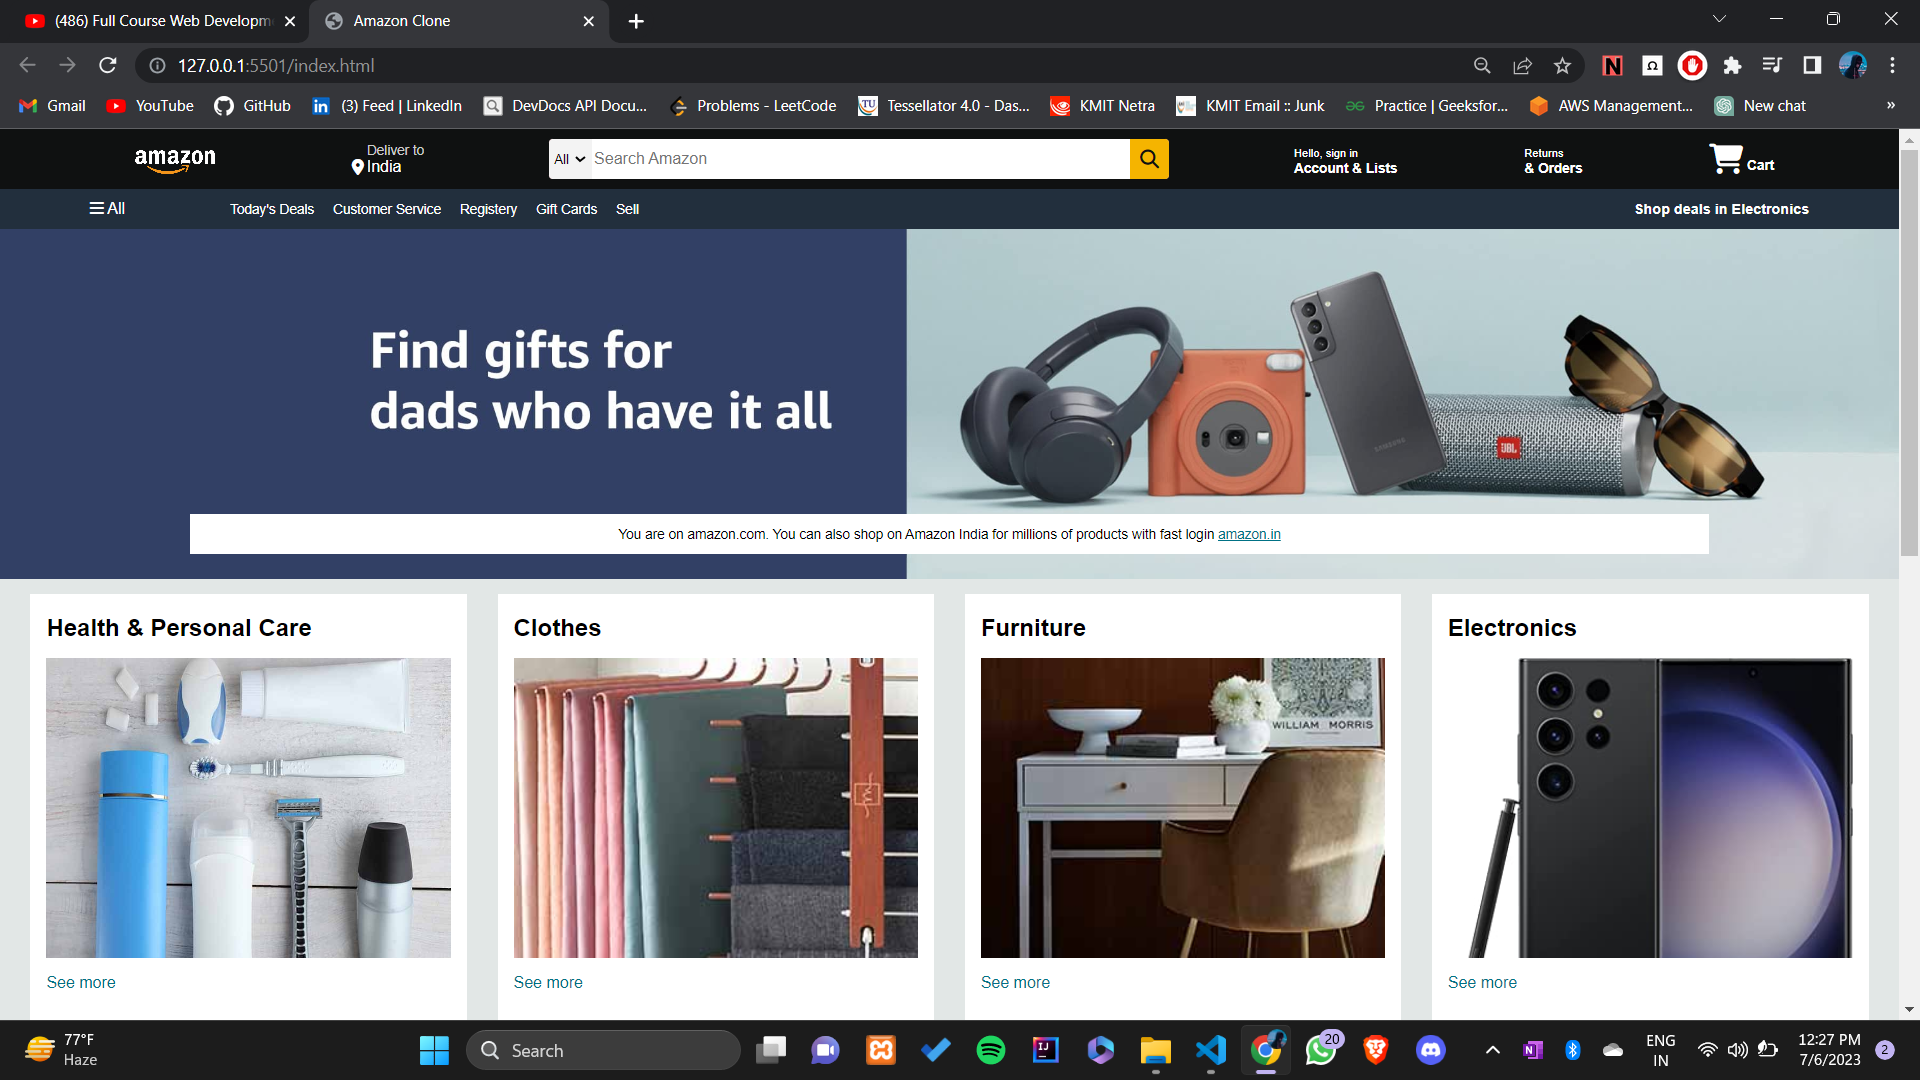 (486) Full Course Web Developm
Amazon Clone
127.0.0.1:5501/index.html
Gmail
YouTube
GitHub
(3) Feed | LinkedIn
DevDocs API Docu...
Problems - LeetCode
Tessellator 4.0 - Das...
KMIT Netra
KMIT Email :: Junk
Practice | Geeksfor...
AWS Management...
New chat
»
amazon
Deliver to
India
All
Search Amazon
Hello, sign in
Account & Lists
Returns
& Orders
Cart
All
Today's Deals
Customer Service
Registery
Gift Cards
Sell
Shop deals in Electronics
Find gifts for
dads who have it all
SAMSUNG
JBL
You are on amazon.com. You can also shop on Amazon India for millions of products with fast login amazon.in
Health & Personal Care
Clothes
Furniture
Electronics
WILLIAM MORRIS
See more
See more
See more
See more
77°F
Haze
Search
20
ENG
IN
12:27 PM
7/6/2023
2